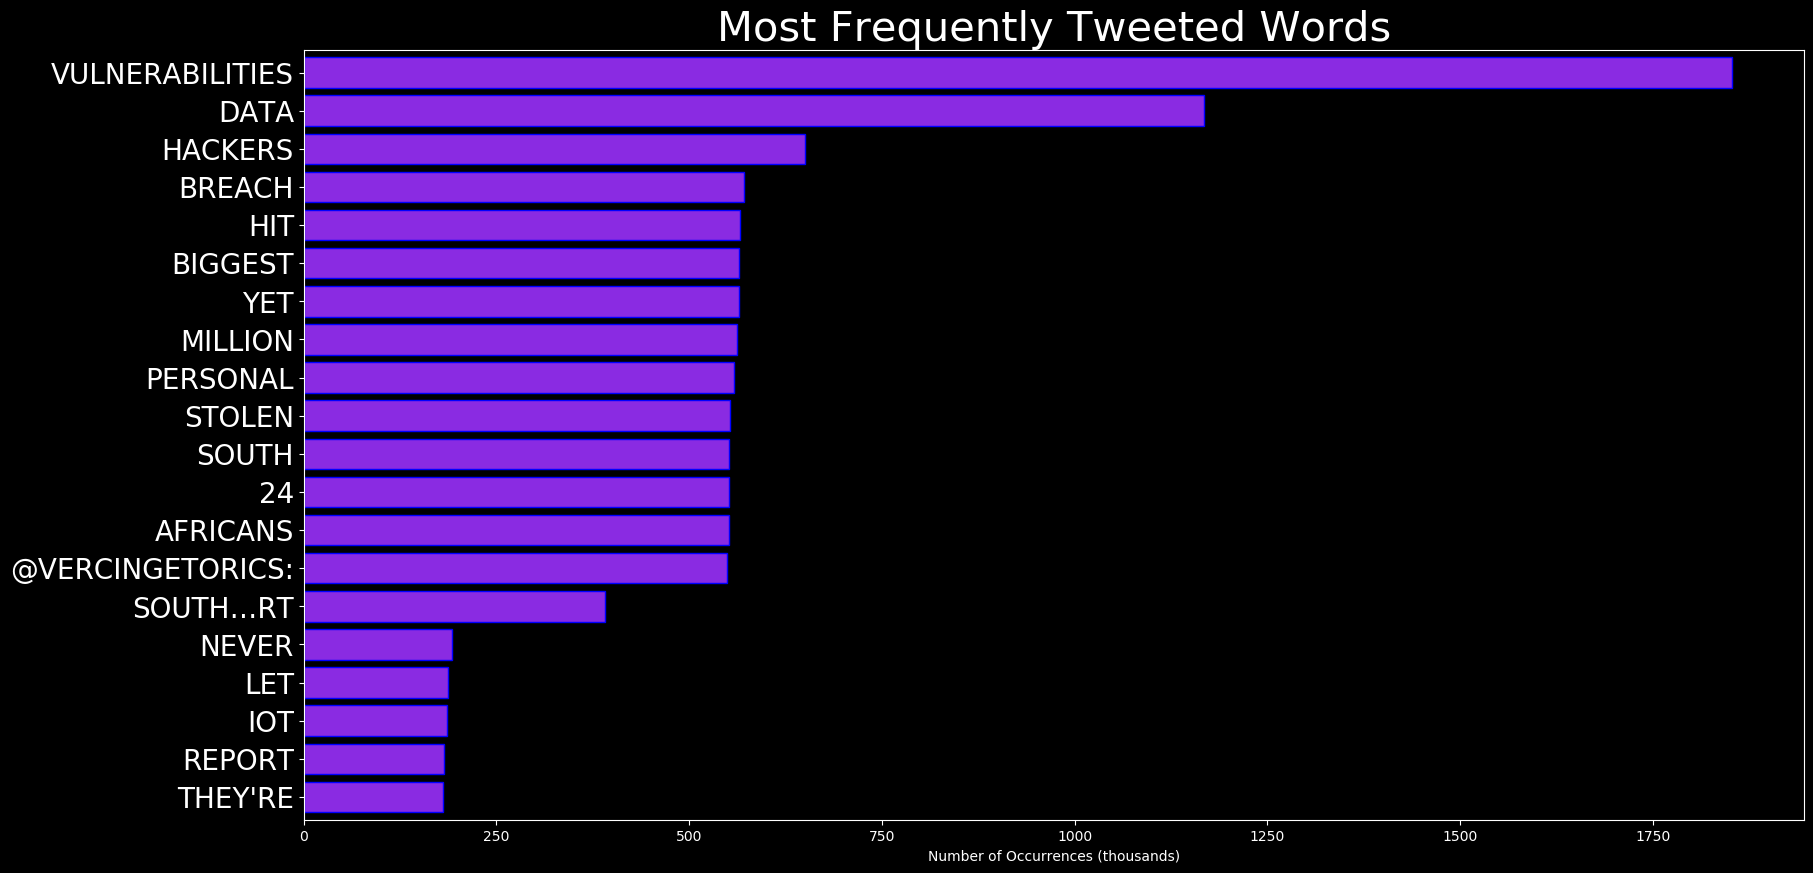 Most Frequently Tweeted Words
VULNERABILITIES
DATA
HACKERS
BREACH
HIT
BIGGEST
YET
MILLION
PERSONAL
STOLEN
SOUTH
24
AFRICANS
@VERCINGETORICS:
SOUTH...RT
NEVER
LET
IOT
REPORT
THEY'RE
0 250 500 750 1000 1250 1500 1750
Number of Occurrences (thousands)